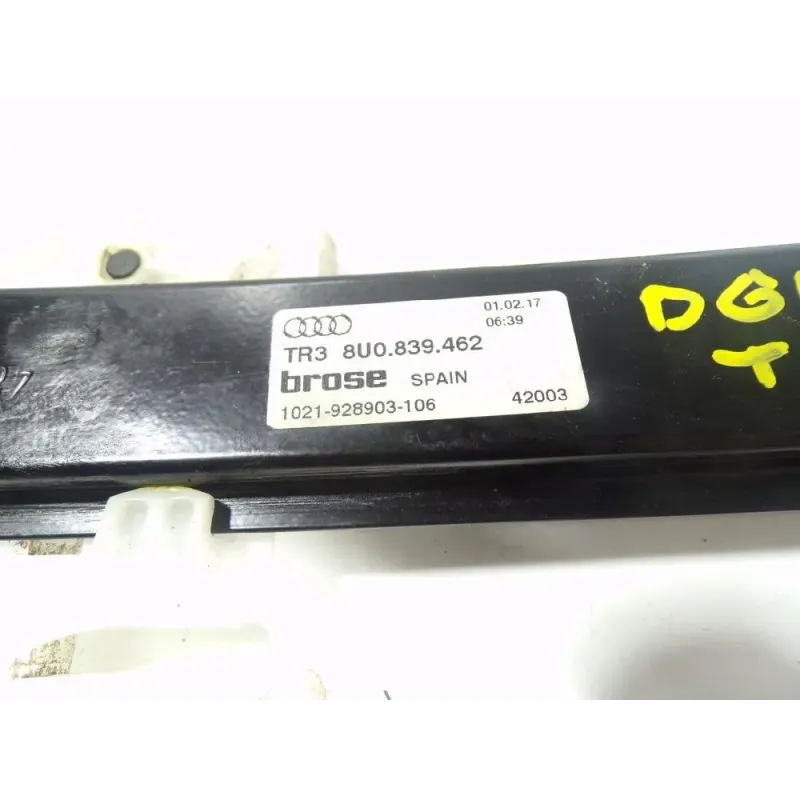 01.02.17
06:39
TR3 8U0.839.462
brose SPAIN
1021-928903-106 42003
T